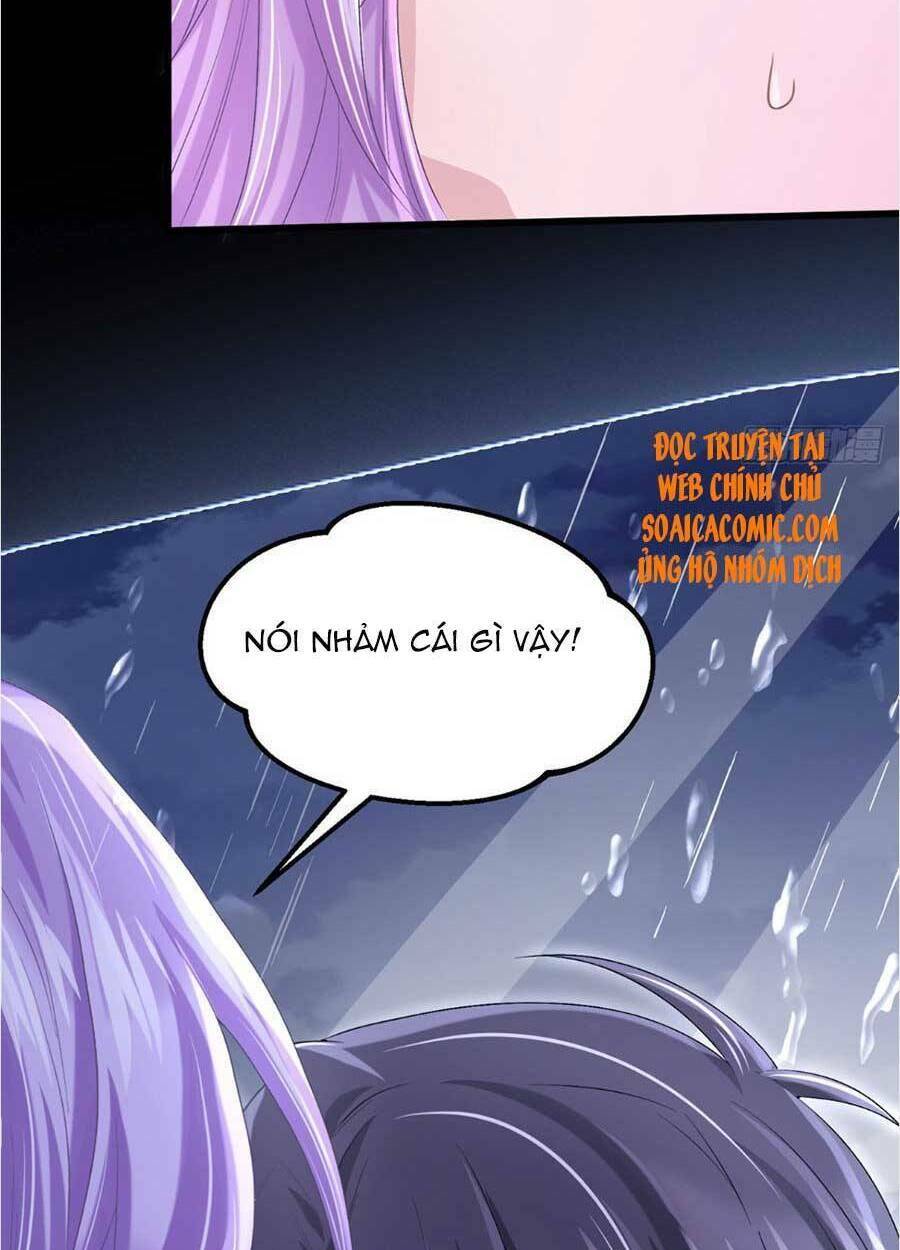 ĐỌC TRUYỆN TẠI
WEB CHÍNH CHỦ
SOAICACOMIC.COM
ỦNG HỘ NHÓM DỊCH
NÓI NHẢM CÁI GÌ VẬY!